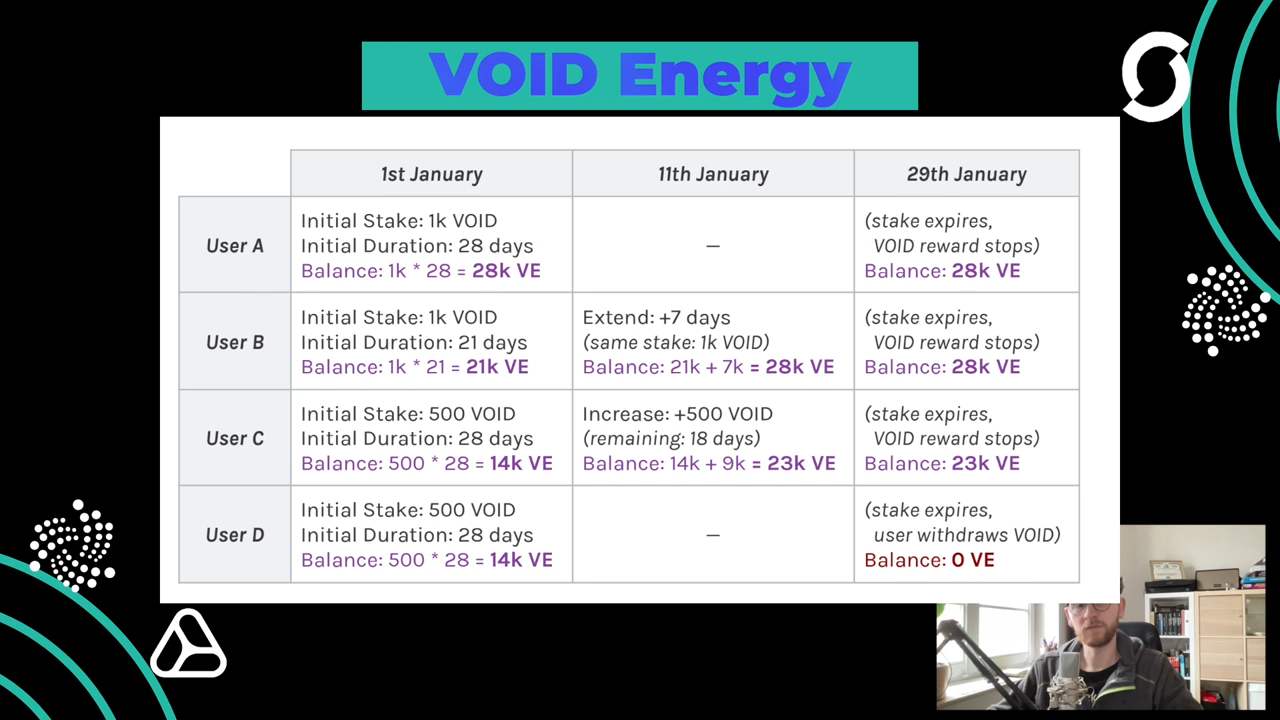 VOID Energy
1st January
11th January
29th January
User A
Initial Stake: 1k VOID
Initial Duration: 28 days
Balance: 1k * 28 = 28k VE
—
(stake expires,
VOID reward stops)
Balance: 28k VE
User B
Initial Stake: 1k VOID
Initial Duration: 21 days
Balance: 1k * 21 = 21k VE
Extend: +7 days
(same stake: 1k VOID)
Balance: 21k + 7k = 28k VE
(stake expires,
VOID reward stops)
Balance: 28k VE
User C
Initial Stake: 500 VOID
Initial Duration: 28 days
Balance: 500 * 28 = 14k VE
Increase: +500 VOID
(remaining: 18 days)
Balance: 14k + 9k = 23k VE
(stake expires,
VOID reward stops)
Balance: 23k VE
User D
Initial Stake: 500 VOID
Initial Duration: 28 days
Balance: 500 * 28 = 14k VE
—
(stake expires,
user withdraws VOID)
Balance: 0 VE